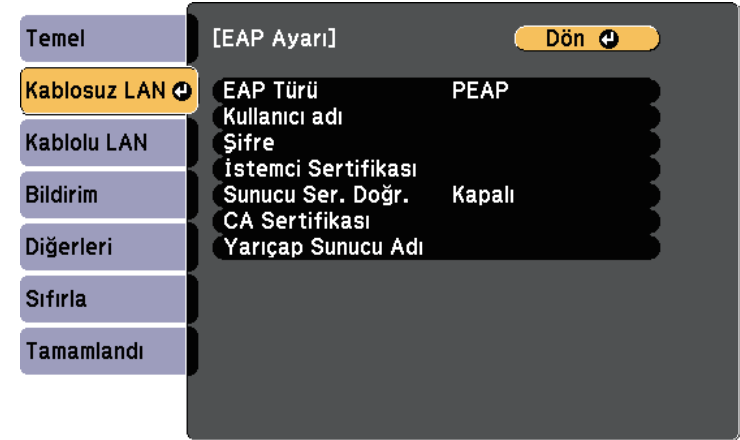 Temel
Kablosuz LAN
Kablolu LAN
Bildirim
Diğerleri
Sıfırla
Tamamlandı
[EAP Ayarı]
Dön
EAP Türü PEAP
Kullanıcı adı
Şifre
İstemci Sertifikası
Sunucu Ser. Doğr. Kapalı
CA Sertifikası
Yarıçap Sunucu Adı